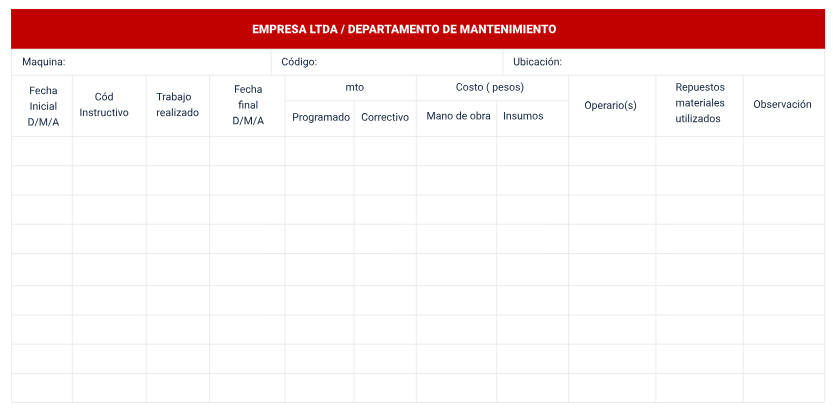 EMPRESA LTDA / DEPARTAMENTO DE MANTENIMIENTO
Maquina:
Código:
Ubicación:
Fecha
Inicial
D/M/A
Cód
Instructivo
Trabajo
realizado
Fecha
final
D/M/A
mto
Programado
Correctivo
Costo ( pesos)
Mano de obra
Insumos
Operario(s)
Repuestos
materiales
utilizados
Observación